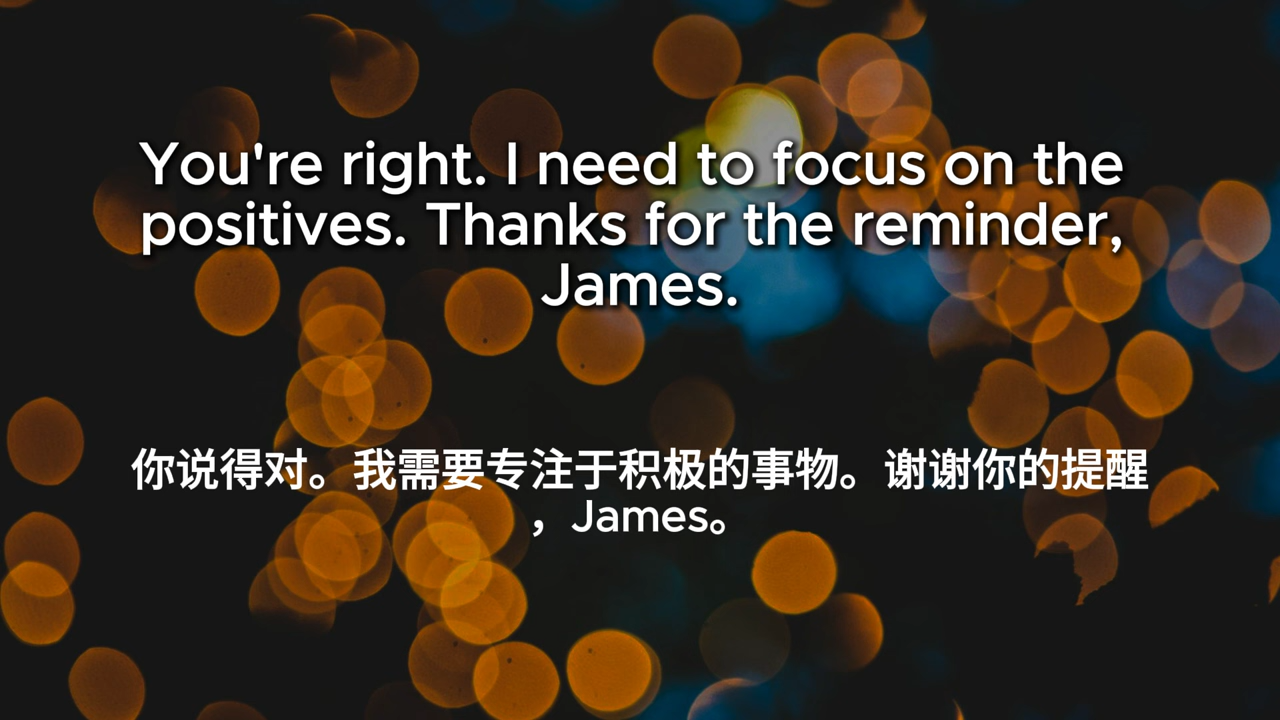 You're right. I need to focus on the
positives. Thanks for the reminder,
James.
你说得对。我需要专注于积极的事物。谢谢你的提醒
，James。